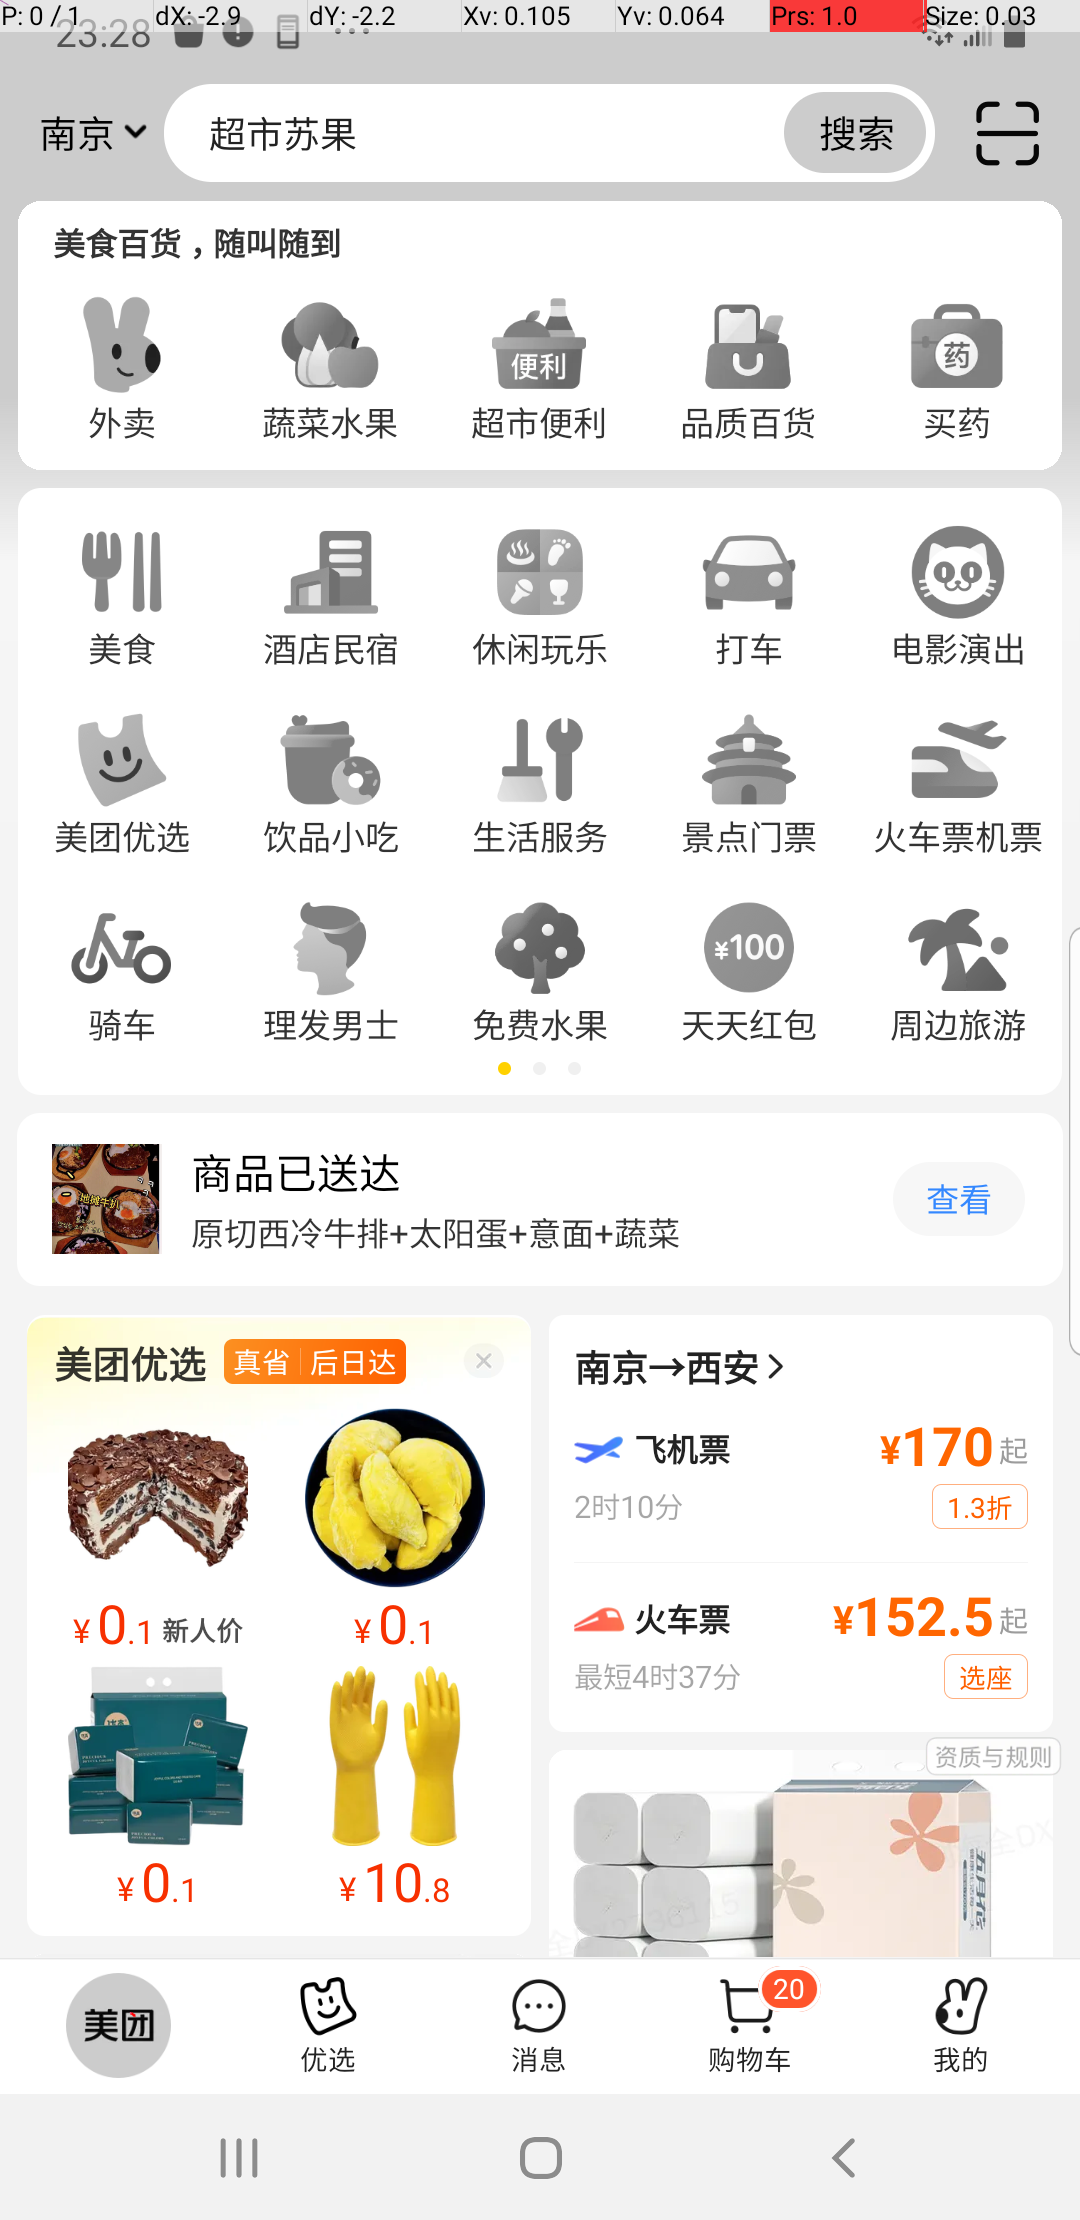 P: 0 / 1 dX: -2.9 dY: -2.2 Xv: 0.105 Yv: 0.064 Prs: 1.0 Size: 0.03
23:28
南京 超市苏果 搜索
美食百货，随叫随到
便利 药
外卖 蔬菜水果 超市便利 品质百货 买药
美食 酒店民宿 休闲玩乐 打车 电影演出
美团优选 饮品小吃 生活服务 景点门票 火车票机票
¥100
骑车 理发男士 免费水果 天天红包 周边旅游
商品已送达
地摊牛扒
原切西冷牛排+太阳蛋+意面+蔬菜
查看
美团优选 真省 后日达
¥0.1 新人价 ¥0.1
¥0.1 ¥10.8
南京→西安
飞机票 ¥170起
2时10分 1.3折
火车票 ¥152.5起
最短4时37分 选座
资质与规则
五月花
美团 优选 消息 购物车 20 我的